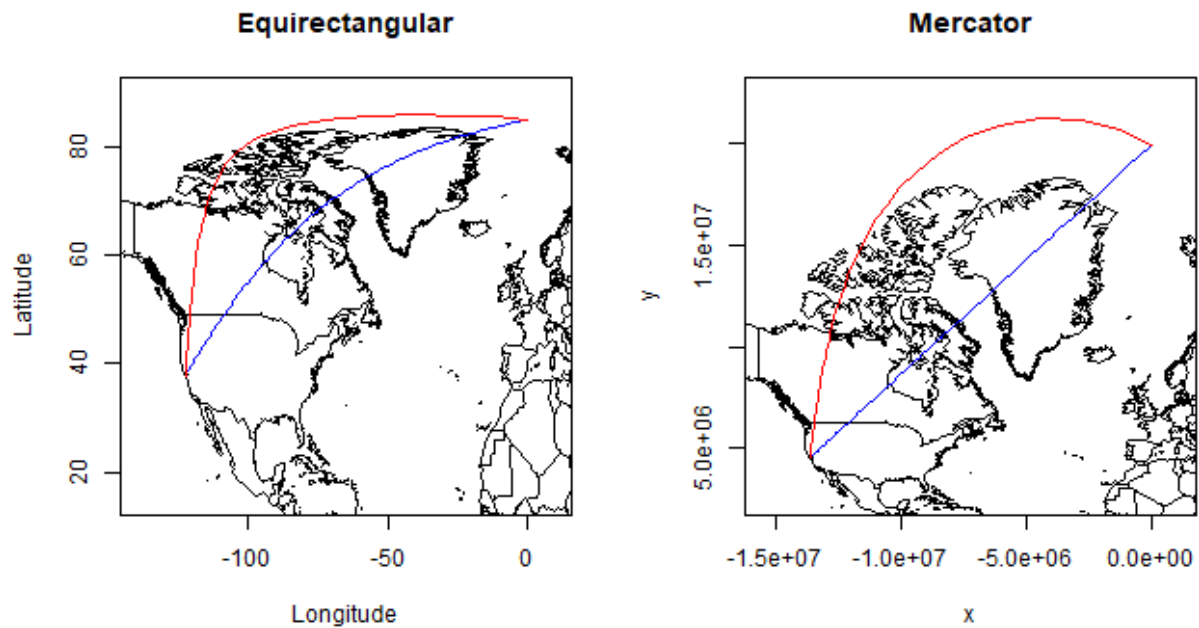 Equirectangular
80
60
40
20
Latitude
-100
-50
0
Longitude
Mercator
1.5e+07
5.0e+06
y
-1.5e+07
-1.0e+07
-5.0e+06
0.0e+00
x